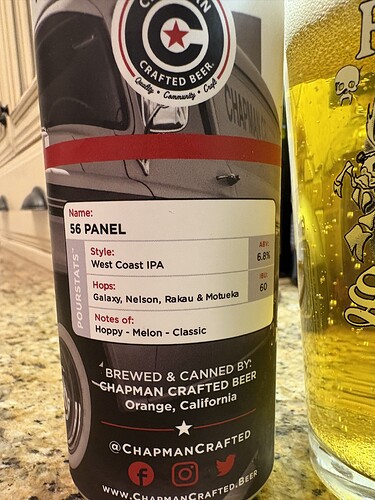 CHAPMAN
CRAFTED BEER®
Quality • Community • Craft
CHAPMAN
POURSTATS™
Name:
56 PANEL
Style:
West Coast IPA
ABV:
6.8%
Hops:
Galaxy, Nelson, Rakau & Motueka
IBU:
60
Notes of:
Hoppy - Melon - Classic
BREWED & CANNED BY:
CHAPMAN CRAFTED BEER
Orange, California
@CHAPMANCRAFTED
WWW.CHAPMANCRAFTED.BEER